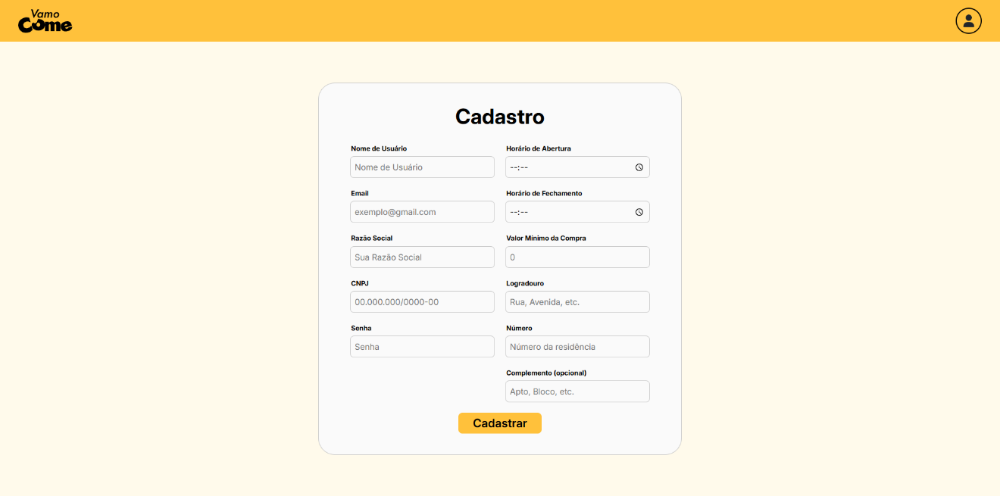 Vamo
Come
Cadastro
Nome de Usuário
Nome de Usuário
Email
exemplo@gmail.com
Razão Social
Sua Razão Social
CNPJ
00.000.000/0000-00
Senha
Senha
Horário de Abertura
--:--
Horário de Fechamento
--:--
Valor Mínimo da Compra
0
Logradouro
Rua, Avenida, etc.
Número
Número da residência
Complemento (opcional)
Apto, Bloco, etc.
Cadastrar